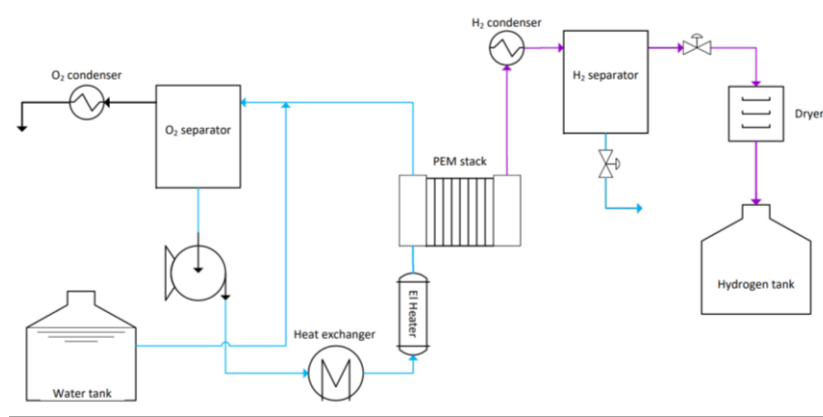 H₂ condenser
O₂ condenser
H₂ separator
Dryer
O₂ separator
PEM stack
El Heater
Hydrogen tank
Heat exchanger
Water tank